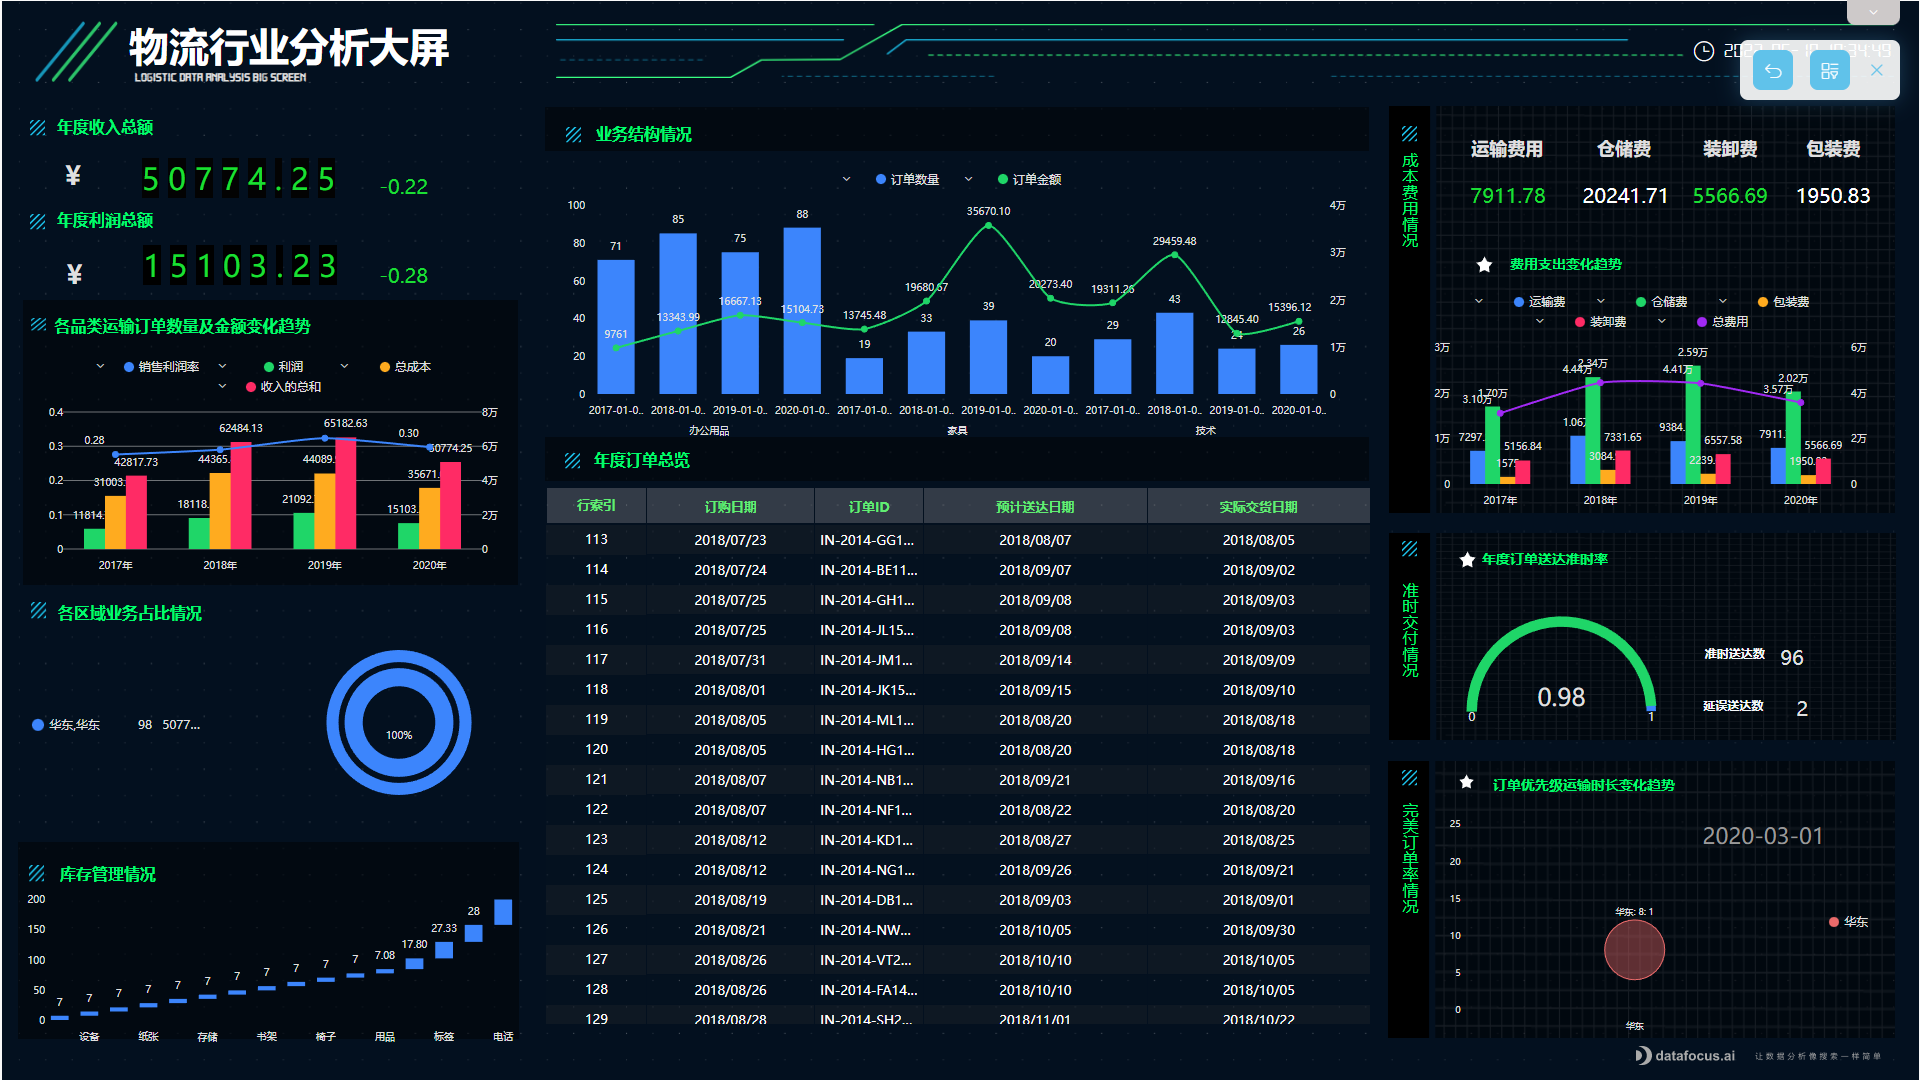 物流行业分析大屏
LOGISTIC DATA ANALYSIS BIG SCREEN
年度收入总额
¥ 50774.25 -0.22
年度利润总额
¥ 15103.23 -0.28
各品类运输订单数量及金额变化趋势
销售利润率 利润 总成本
收入的总和
0.4 8万
0.3 6万
0.2 4万
0.1 2万
0 0
0.28 0.30
42817.73 62484.13 65182.63 50774.25
31003. 44365. 44089. 35671.
11814. 18118. 21092. 15103.
2017年 2018年 2019年 2020年
各区域业务占比情况
华东,华东 98 5077...
100%
库存管理情况
200
150
100
50
0
7 7 7 7 7 7 7 7 7 7 7 7.08 17.80 27.33 28
设备 纸张 存储 书架 椅子 用品 标签 电话
业务结构情况
订单数量 订单金额
100 4万
80 3万
60 2万
40 1万
20 0
0
71 85 75 88 19 33 39 20 29 43 24 26
9761 13343.99 16667.13 15104.73 13745.48 19680.67 35670.10 20273.40 19311.26 29459.48 12845.40 15396.12
2017-01-0.. 2018-01-0.. 2019-01-0.. 2020-01-0.. 2017-01-0.. 2018-01-0.. 2019-01-0.. 2020-01-0.. 2017-01-0.. 2018-01-0.. 2019-01-0.. 2020-01-0..
办公用品 家具 技术
年度订单总览
行索引 订购日期 订单ID 预计送达日期 实际交货日期
113 2018/07/23 IN-2014-GG1... 2018/08/07 2018/08/05
114 2018/07/24 IN-2014-BE11... 2018/09/07 2018/09/02
115 2018/07/25 IN-2014-GH1... 2018/09/08 2018/09/03
116 2018/07/25 IN-2014-JL15... 2018/09/08 2018/09/03
117 2018/07/31 IN-2014-JM1... 2018/09/14 2018/09/09
118 2018/08/01 IN-2014-JK15... 2018/09/15 2018/09/10
119 2018/08/05 IN-2014-ML1... 2018/08/20 2018/08/18
120 2018/08/05 IN-2014-HG1... 2018/08/20 2018/08/18
121 2018/08/07 IN-2014-NB1... 2018/09/21 2018/09/16
122 2018/08/07 IN-2014-NF1... 2018/08/22 2018/08/20
123 2018/08/12 IN-2014-KD1... 2018/08/27 2018/08/25
124 2018/08/12 IN-2014-NG1... 2018/09/26 2018/09/21
125 2018/08/19 IN-2014-DB1... 2018/09/03 2018/09/01
126 2018/08/21 IN-2014-NW... 2018/10/05 2018/09/30
127 2018/08/26 IN-2014-VT2... 2018/10/10 2018/10/05
128 2018/08/26 IN-2014-FA14... 2018/10/10 2018/10/05
129 2018/08/28 IN-2014-SH2... 2018/11/01 2018/10/22
成本费用情况
运输费用 仓储费 装卸费 包装费
7911.78 20241.71 5566.69 1950.83
费用支出变化趋势
运输费 仓储费 包装费
装卸费 总费用
3万 6万
2万 4万
1万 2万
0 0
3.10万 4.44万 4.41万 3.57万
1.70万 2.34万 2.59万 2.02万
7297. 1.06万 9384. 7911.
5156.84 7331.65 6557.58 5566.69
1575. 3084. 2239. 1950.83
2017年 2018年 2019年 2020年
准时交付情况
年度订单送达准时率
0.98
0 1
准时送达数 96
延误送达数 2
完美订单率情况
订单优先级运输时长变化趋势
2020-03-01
25
20
15
10
5
0
华东: 8: 1
华东
华东
datafocus.ai 让数据分析像搜索一样简单